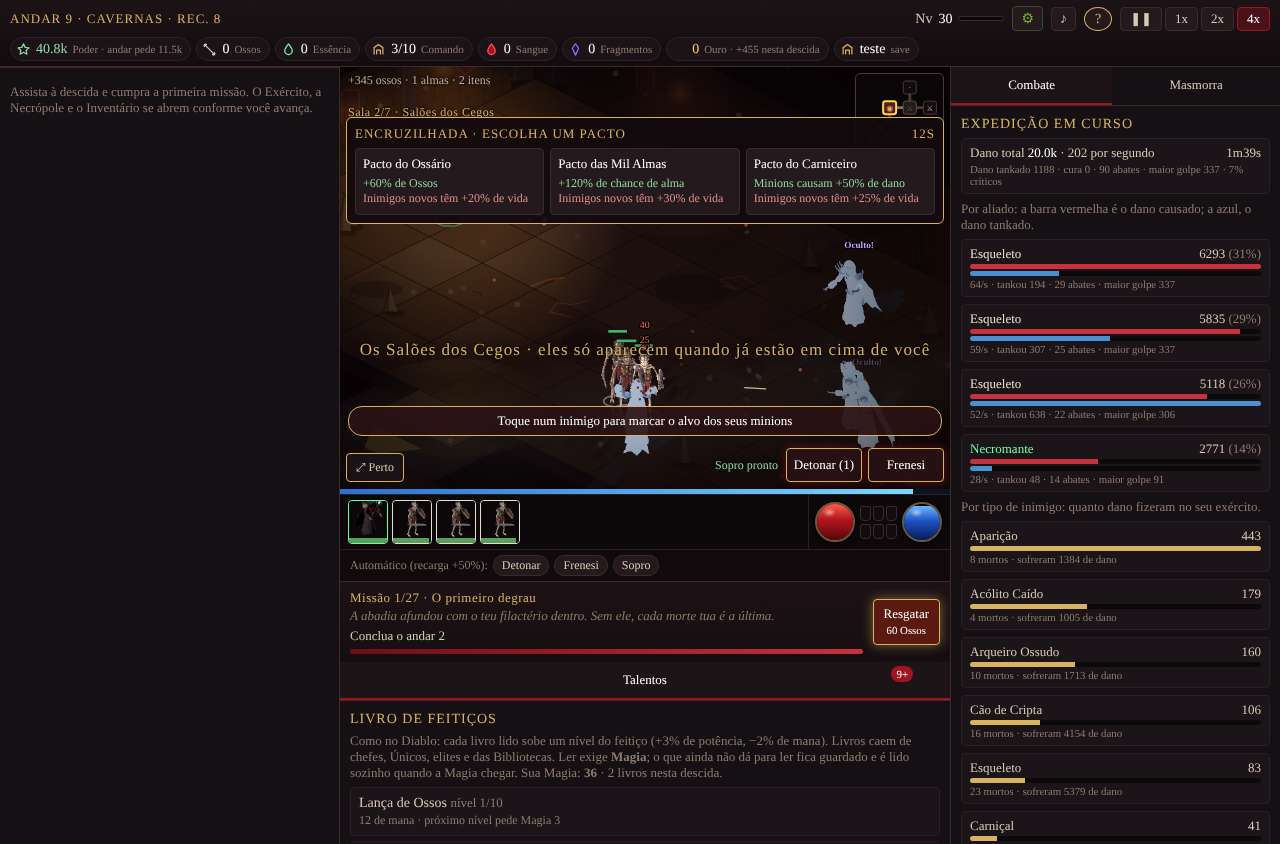 ANDAR 9 · CAVERNAS · REC. 8
Nv 30
? ❚❚ 1x 2x 4x
40.8k Poder · andar pede 11.5k
0 Ossos
0 Essência
3/10 Comando
0 Sangue
0 Fragmentos
0 Ouro · +455 nesta descida
teste save
Assista à descida e cumpra a primeira missão. O Exército, a
Necrópole e o Inventário se abrem conforme você avança.
+345 ossos · 1 almas · 2 itens
Sala 2/7 · Salões dos Cegos
ENCRUZILHADA · ESCOLHA UM PACTO 12S
Pacto do Ossário
+60% de Ossos
Inimigos novos têm +20% de vida
Pacto das Mil Almas
+120% de chance de alma
Inimigos novos têm +30% de vida
Pacto do Carniceiro
Minions causam +50% de dano
Inimigos novos têm +25% de vida
Oculto!
40
25
Os Salões dos Cegos · eles só aparecem quando já estão em cima de você
Oculto!
Toque num inimigo para marcar o alvo dos seus minions
Perto
Sopro pronto
Detonar (1)
Frenesi
Automático (recarga +50%): Detonar Frenesi Sopro
Missão 1/27 · O primeiro degrau
A abadia afundou com o teu filactério dentro. Sem ele, cada morte tua é a última.
Conclua o andar 2
Resgatar
60 Ossos
Talentos
9+
LIVRO DE FEITIÇOS
Como no Diablo: cada livro lido sobe um nível do feitiço (+3% de potência, −2% de mana). Livros caem de
chefes, Únicos, elites e das Bibliotecas. Ler exige Magia; o que ainda não dá para ler fica guardado e é lido
sozinho quando a Magia chegar. Sua Magia: 36 · 2 livros nesta descida.
Lança de Ossos nível 1/10
12 de mana · próximo nível pede Magia 3
Combate
Masmorra
EXPEDIÇÃO EM CURSO
Dano total 20.0k · 202 por segundo 1m39s
Dano tankado 1188 · cura 0 · 90 abates · maior golpe 337 · 7%
críticos
Por aliado: a barra vermelha é o dano causado; a azul, o
dano tankado.
Esqueleto 6293 (31%)
64/s · tankou 194 · 29 abates · maior golpe 337
Esqueleto 5835 (29%)
59/s · tankou 307 · 25 abates · maior golpe 337
Esqueleto 5118 (26%)
52/s · tankou 638 · 22 abates · maior golpe 306
Necromante 2771 (14%)
28/s · tankou 48 · 14 abates · maior golpe 91
Por tipo de inimigo: quanto dano fizeram no seu exército.
Aparição 443
8 mortos · sofreram 1384 de dano
Acólito Caído 179
4 mortos · sofreram 1005 de dano
Arqueiro Ossudo 160
10 mortos · sofreram 1713 de dano
Cão de Cripta 106
16 mortos · sofreram 4154 de dano
Esqueleto 83
23 mortos · sofreram 5379 de dano
Carniçal 41